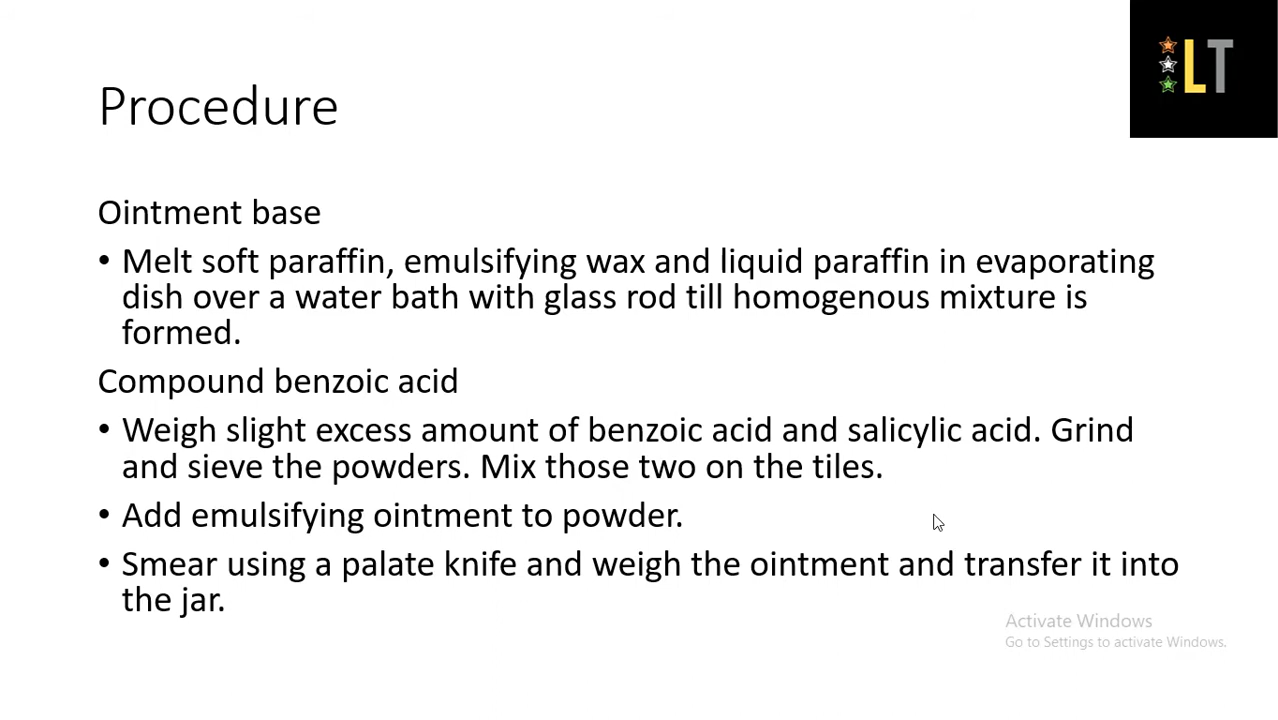 LT
Procedure
Ointment base
• Melt soft paraffin, emulsifying wax and liquid paraffin in evaporating
dish over a water bath with glass rod till homogenous mixture is
formed.
Compound benzoic acid
• Weigh slight excess amount of benzoic acid and salicylic acid. Grind
and sieve the powders. Mix those two on the tiles.
• Add emulsifying ointment to powder.
• Smear using a palate knife and weigh the ointment and transfer it into
the jar.
Activate Windows
Go to Settings to activate Windows.